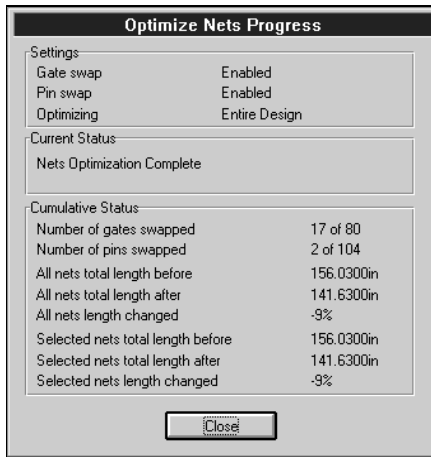 Optimize Nets Progress
Settings
Gate swap Enabled
Pin swap Enabled
Optimizing Entire Design
Current Status
Nets Optimization Complete
Cumulative Status
Number of gates swapped 17 of 80
Number of pins swapped 2 of 104
All nets total length before 156.0300in
All nets total length after 141.6300in
All nets length changed -9%
Selected nets total length before 156.0300in
Selected nets total length after 141.6300in
Selected nets length changed -9%
Close